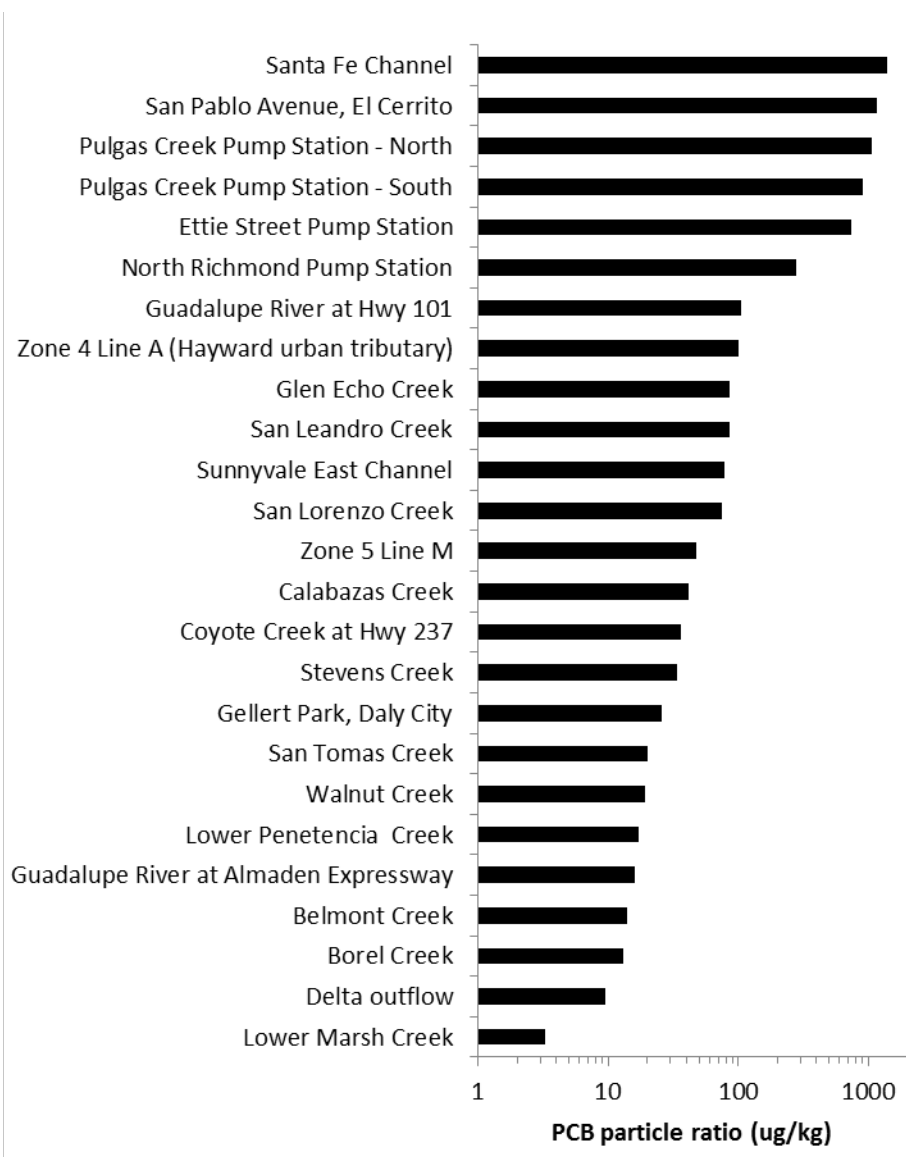 Santa Fe Channel
San Pablo Avenue, El Cerrito
Pulgas Creek Pump Station - North
Pulgas Creek Pump Station - South
Ettie Street Pump Station
North Richmond Pump Station
Guadalupe River at Hwy 101
Zone 4 Line A (Hayward urban tributary)
Glen Echo Creek
San Leandro Creek
Sunnyvale East Channel
San Lorenzo Creek
Zone 5 Line M
Calabazas Creek
Coyote Creek at Hwy 237
Stevens Creek
Gellert Park, Daly City
San Tomas Creek
Walnut Creek
Lower Penetencia  Creek
Guadalupe River at Almaden Expressway
Belmont Creek
Borel Creek
Delta outflow
Lower Marsh Creek
1 10 100 1000
PCB particle ratio (ug/kg)